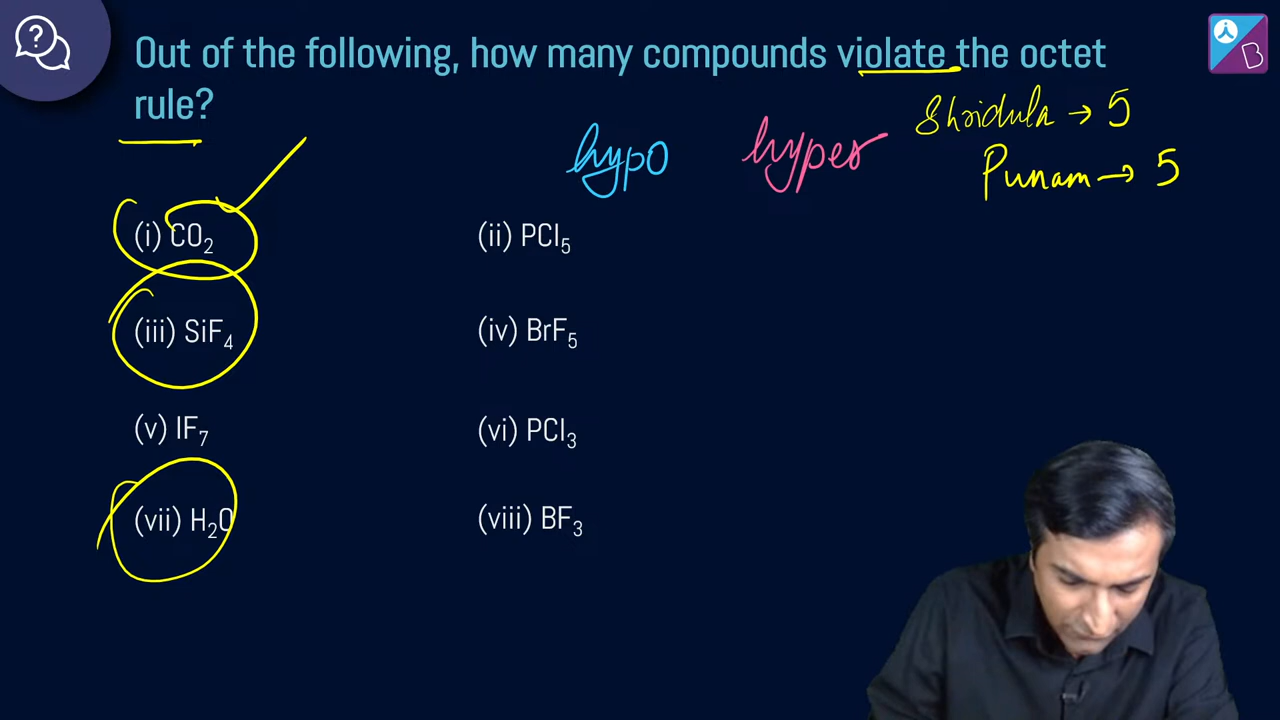 Out of the following, how many compounds violate the octet
rule?
Shridula → 5
hypo
hyper
Punam → 5
(i) CO₂
(ii) PCl₅
(iii) SiF₄
(iv) BrF₅
(v) IF₇
(vi) PCl₃
(vii) H₂O
(viii) BF₃
B